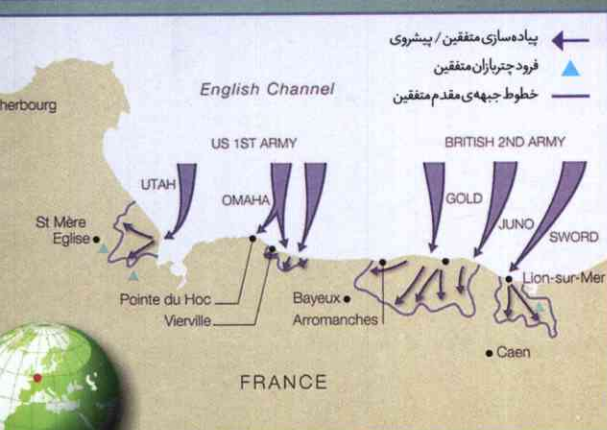 پیاده‌سازی متفقین / پیشروی
فرود چتربازان متفقین
خطوط جبهه‌ی مقدم متفقین
English Channel
herbourg
US 1ST ARMY
BRITISH 2ND ARMY
UTAH
OMAHA
GOLD
JUNO
SWORD
St Mère
Eglise
Lion-sur-Mer
Pointe du Hoc
Vierville
Bayeux
Arromanches
Caen
FRANCE